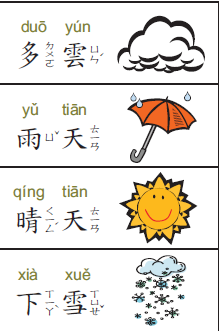 duō yún
多ㄉㄨㄛ 雲ㄩㄣˊ
yǔ tiān
雨ㄩˇ 天ㄊㄧㄢ
qíng tiān
晴ㄑㄧㄥˊ 天ㄊㄧㄢ
xià xuě
下ㄒㄧㄚˋ 雪ㄒㄩㄝˇ